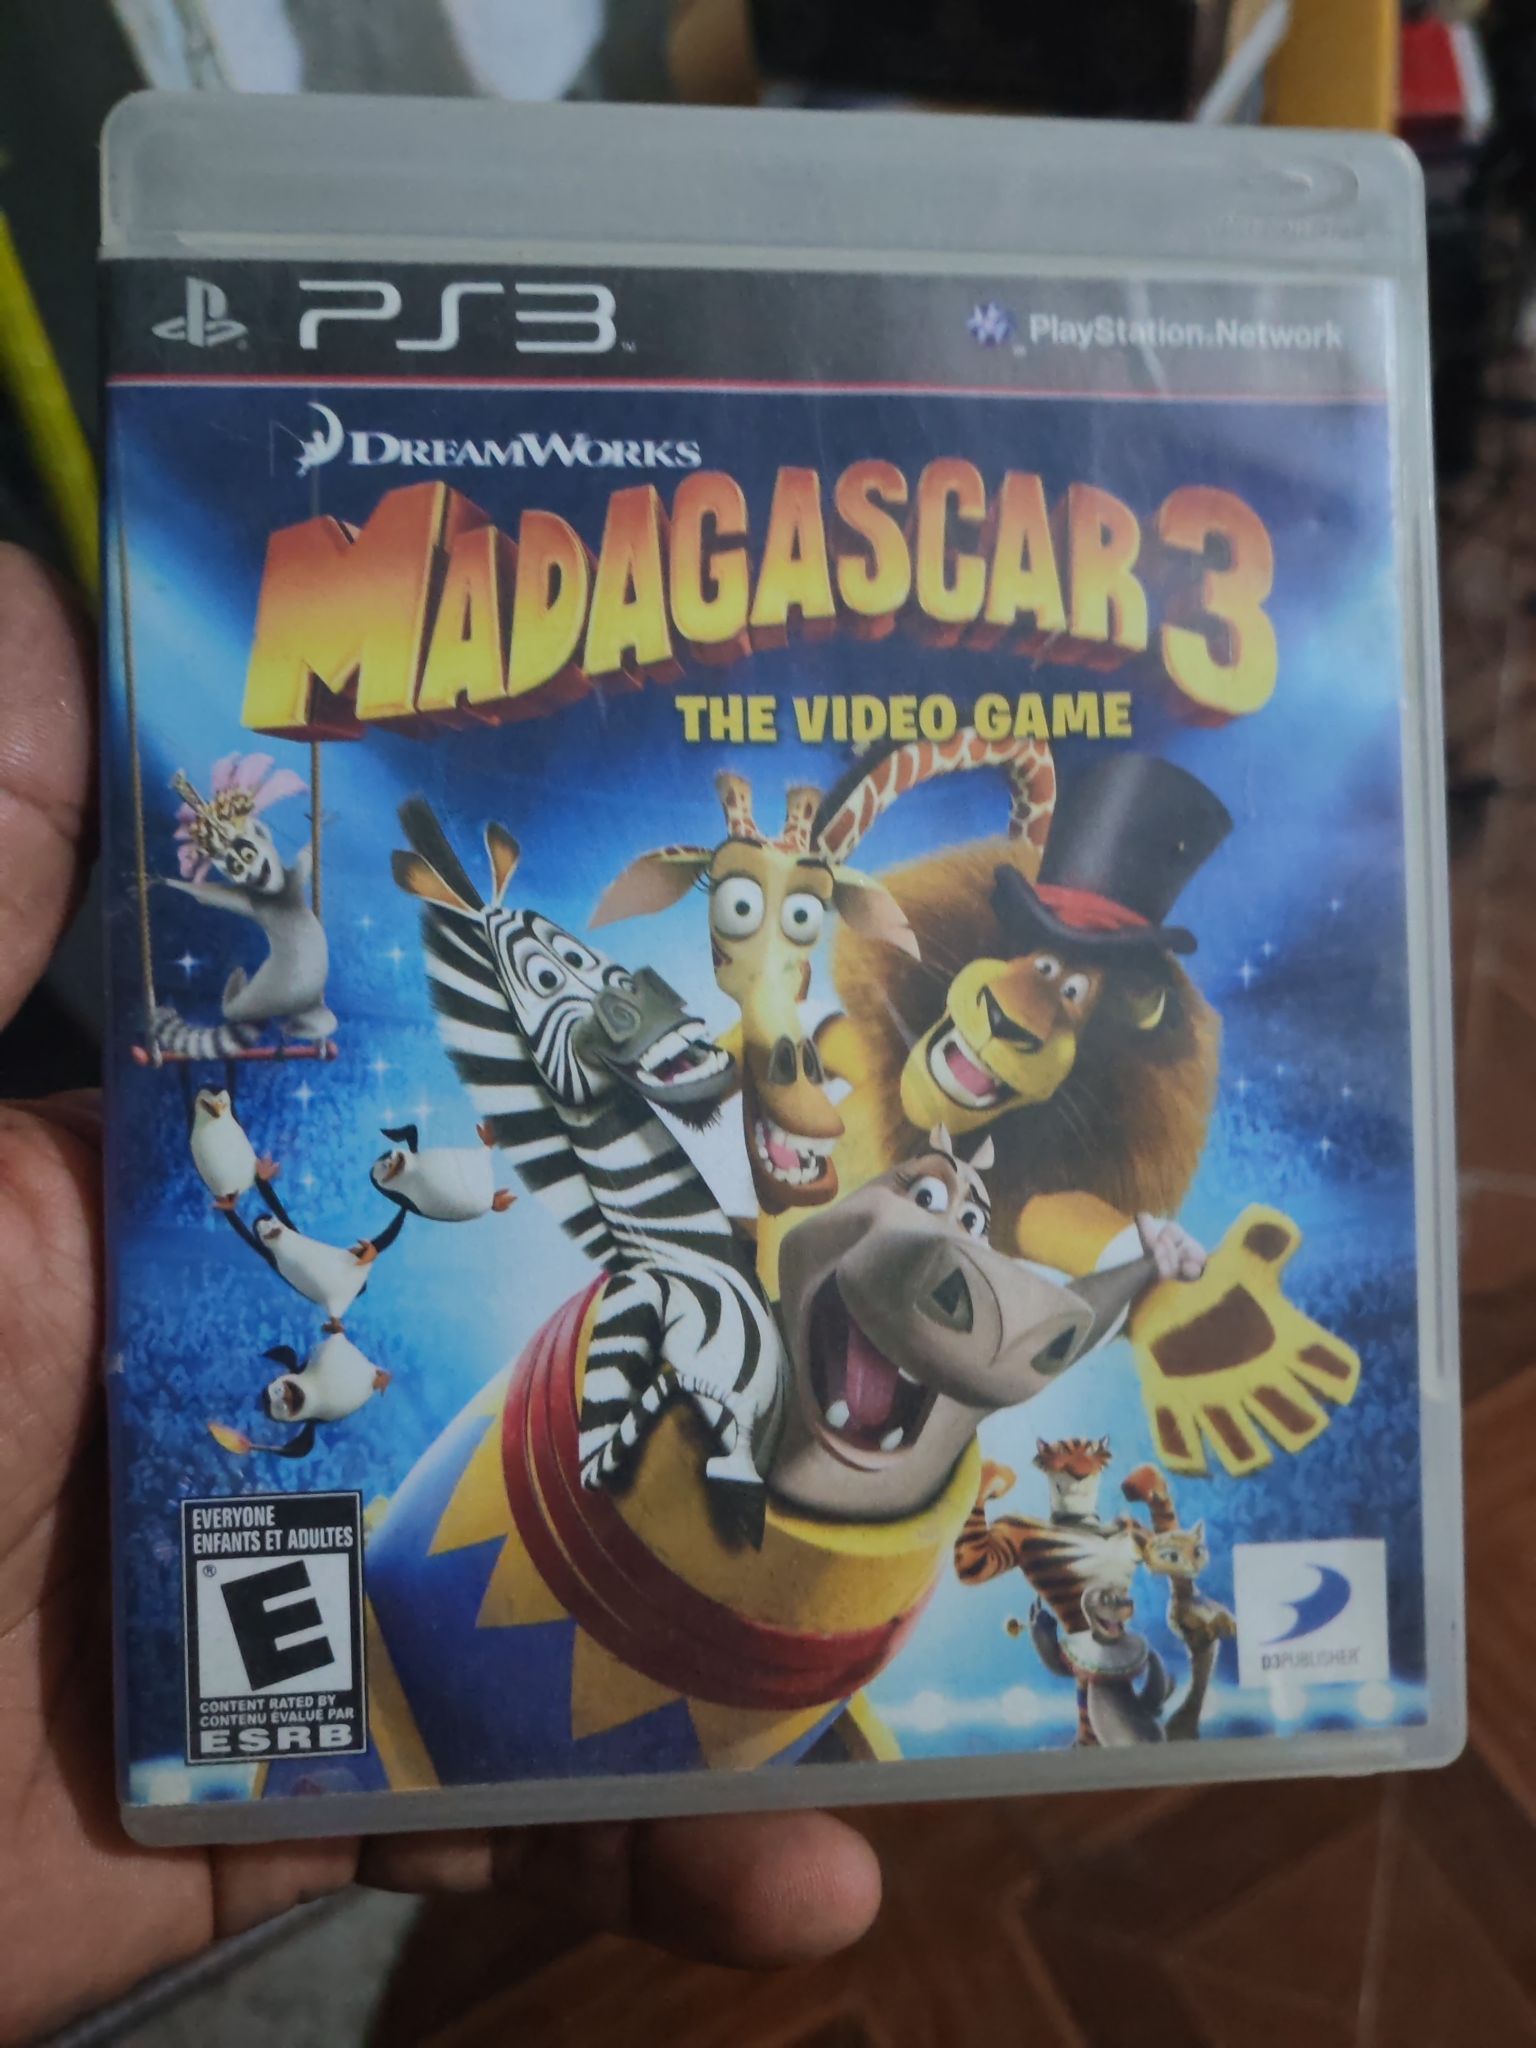 PS3
PlayStation Network
DREAMWORKS
MADAGASCAR 3
THE VIDEO GAME
EVERYONE
ENFANTS ET ADULTES
E
CONTENT RATED BY
CONTENU ÉVALUÉ PAR
ESRB
D3PUBLISHER